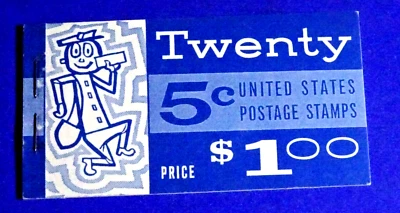 Twenty
5c UNITED STATES
POSTAGE STAMPS
PRICE $1.00